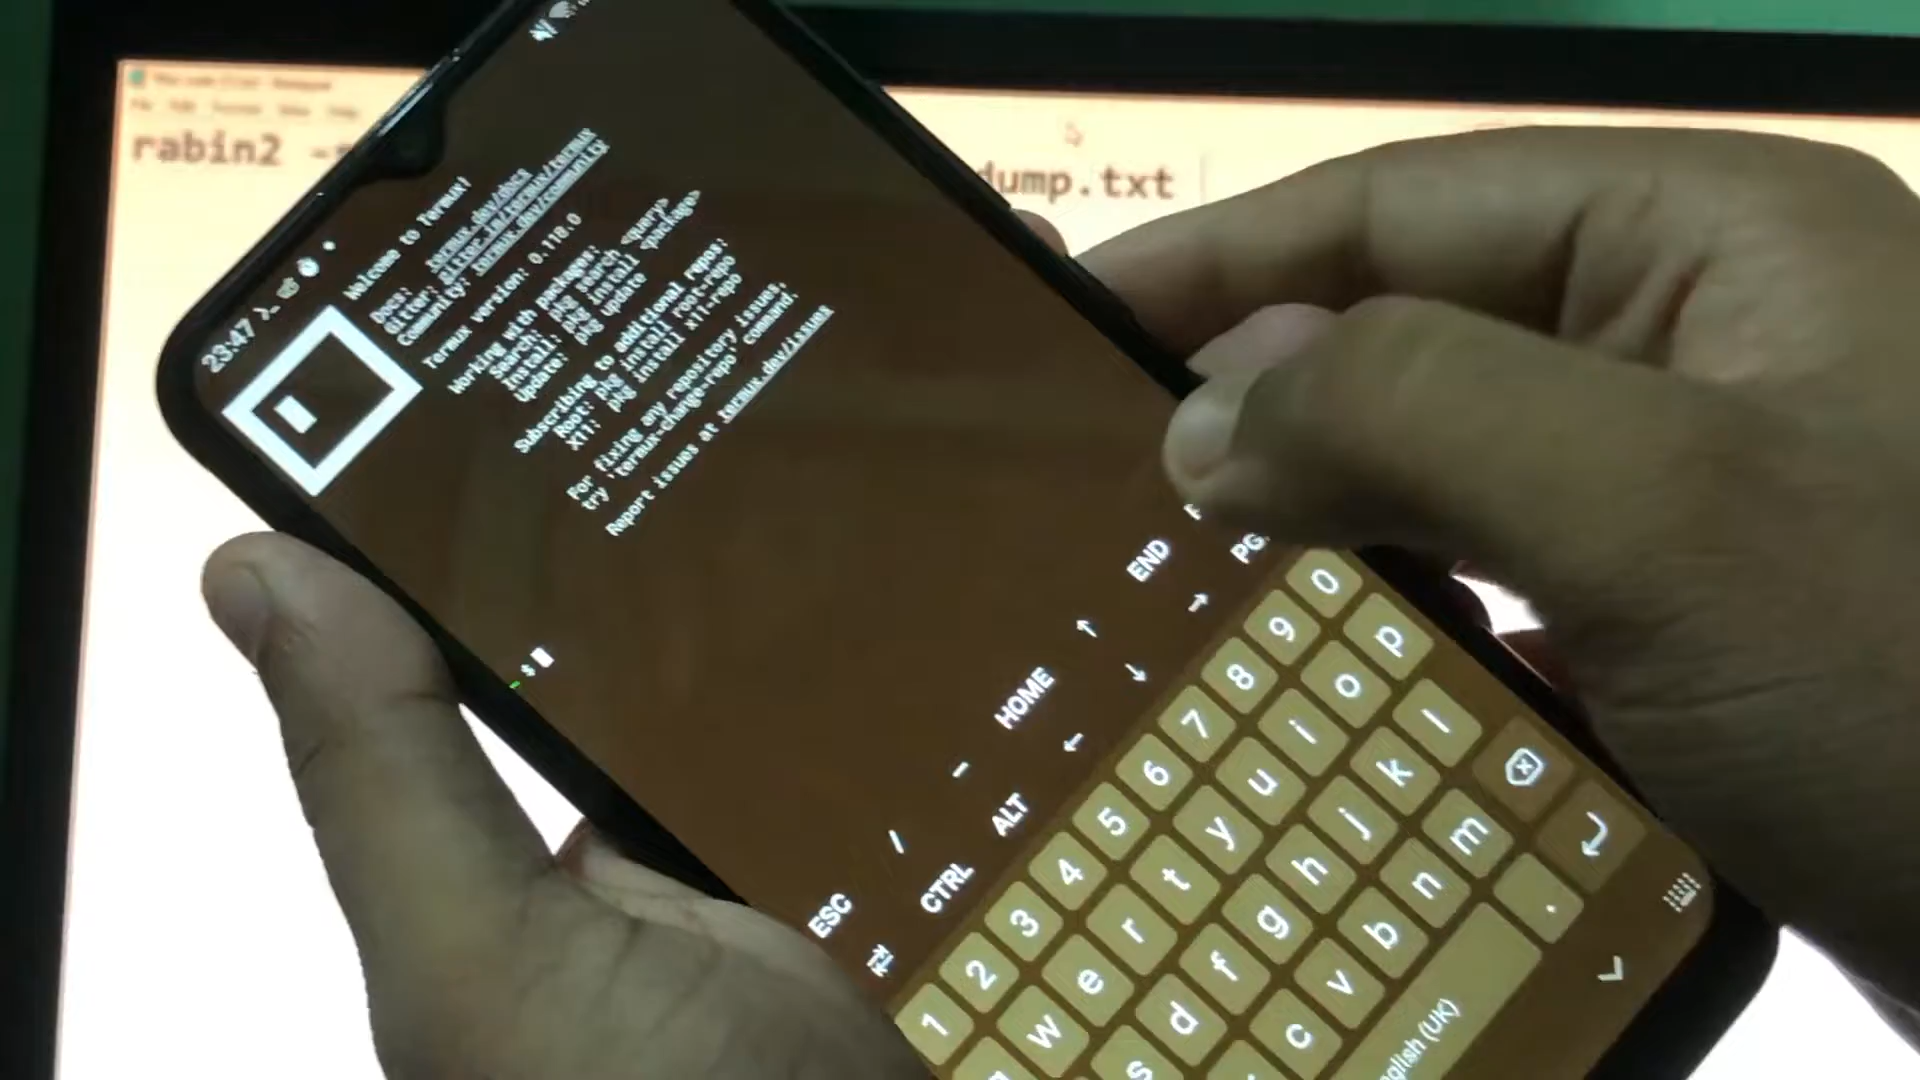 rabin2
dump.txt
23:47
Welcome to Termux!
Docs: termux.dev/docs
Gitter: gitter.im/termux/termux
Community: termux.dev/community
Termux version: 0.118.0
Working with packages:
Search: pkg search <query>
Install: pkg install <package>
Update: pkg update
Subscribing to additional repos:
Root: pkg install root-repo
X11: pkg install x11-repo
For fixing any repository issues,
try 'termux-change-repo' command.
Report issues at termux.dev/issues
~ $
ESC / - HOME ↑ END
CTRL ALT ← ↓ →
1 2 3 4 5 6 7 8 9 0
w e r t y u i o p
s d f g h j k l
c v b n m
English (UK) .